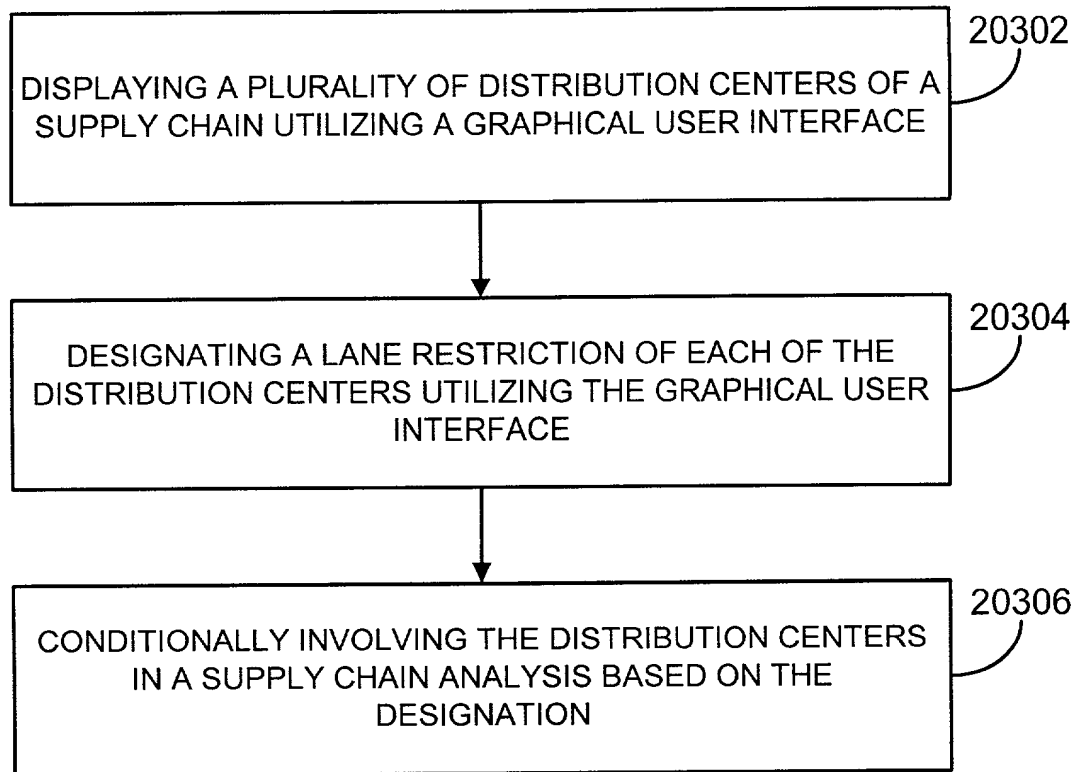 20302
DISPLAYING A PLURALITY OF DISTRIBUTION CENTERS OF A
SUPPLY CHAIN UTILIZING A GRAPHICAL USER INTERFACE
20304
DESIGNATING A LANE RESTRICTION OF EACH OF THE
DISTRIBUTION CENTERS UTILIZING THE GRAPHICAL USER
INTERFACE
20306
CONDITIONALLY INVOLVING THE DISTRIBUTION CENTERS
IN A SUPPLY CHAIN ANALYSIS BASED ON THE
DESIGNATION